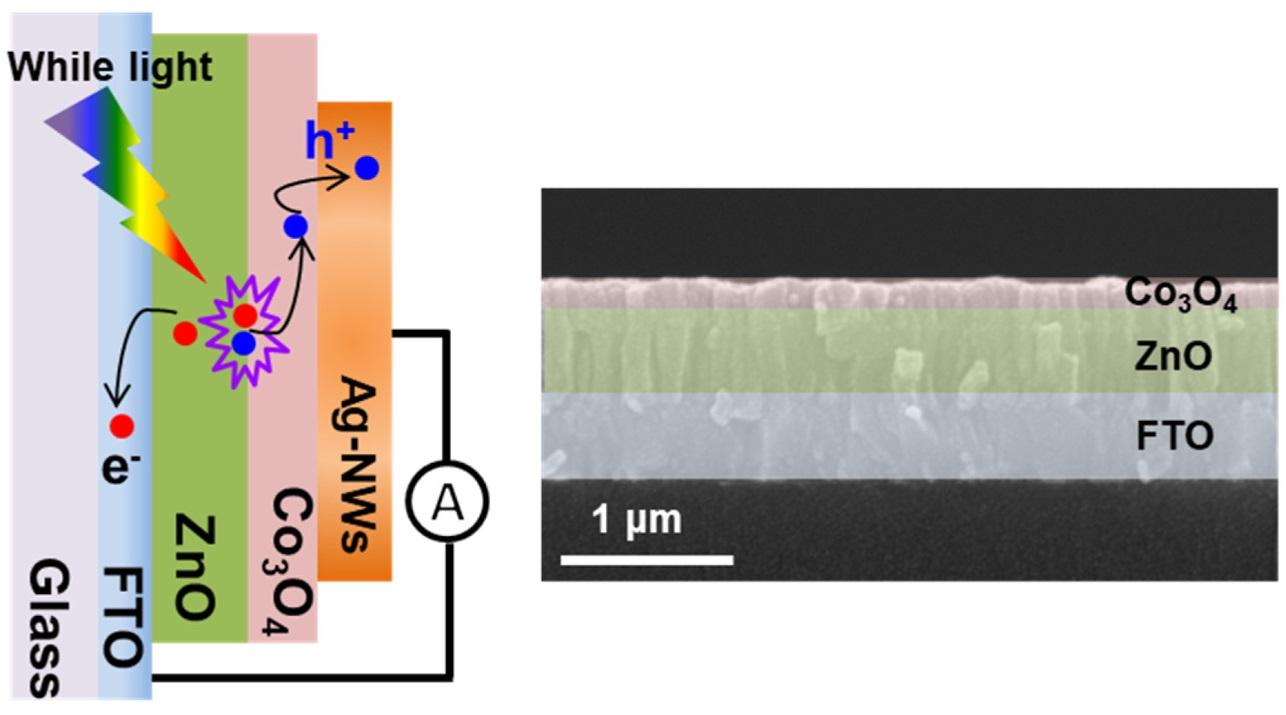 While light
h⁺
e⁻
Glass
FTO
ZnO
Co₃O₄
Ag-NWs
A
Co₃O₄
ZnO
FTO
1 μm